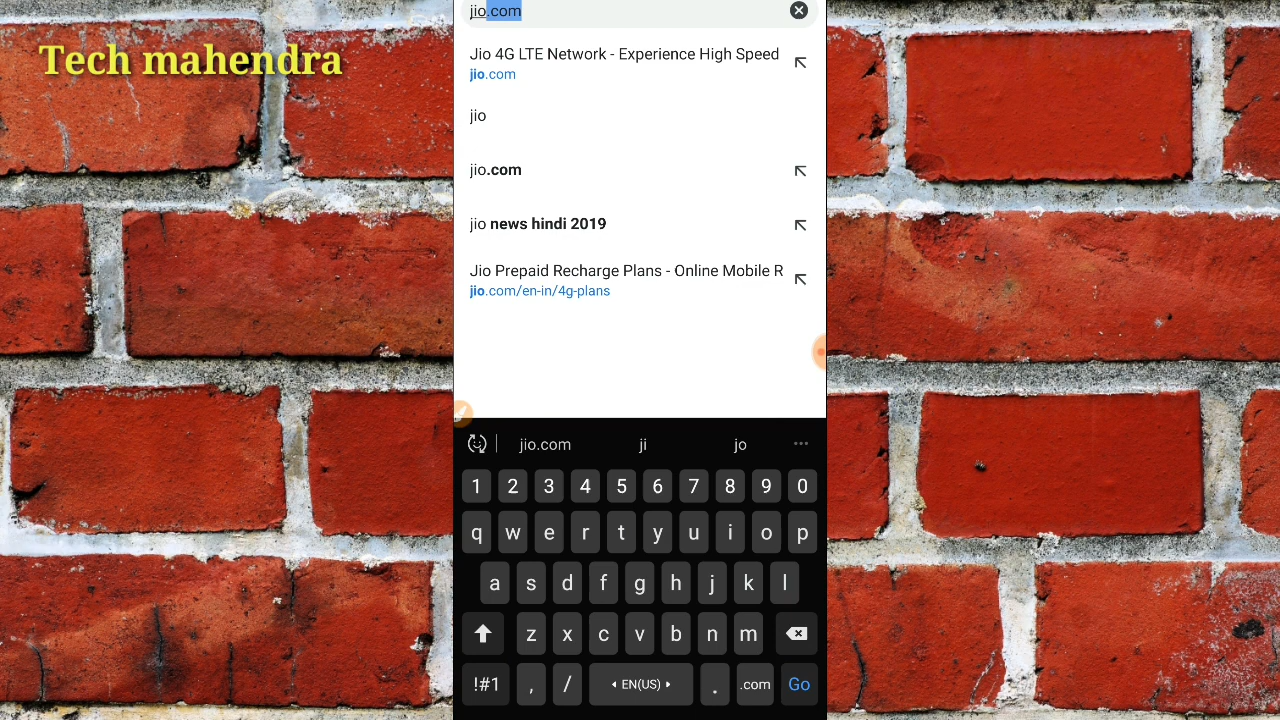 Tech mahendra
jio.com
Jio 4G LTE Network - Experience High Speed
jio.com
jio
jio.com
jio news hindi 2019
Jio Prepaid Recharge Plans - Online Mobile R
jio.com/en-in/4g-plans
jio.com ji jo ...
1 2 3 4 5 6 7 8 9 0
q w e r t y u i o p
a s d f g h j k l
z x c v b n m
!#1 , / EN(US) . .com Go